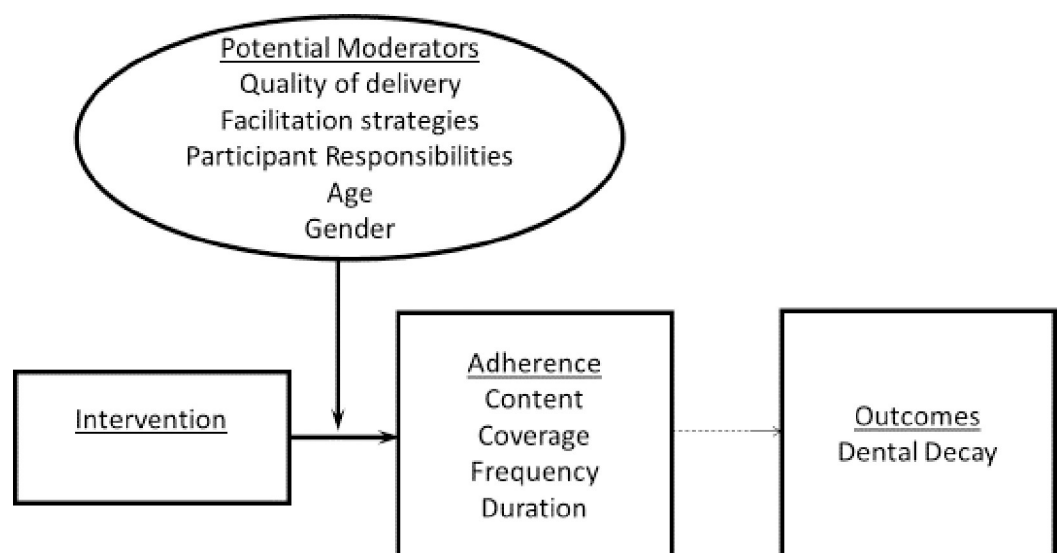 Potential Moderators
Quality of delivery
Facilitation strategies
Participant Responsibilities
Age
Gender
Intervention
Adherence
Content
Coverage
Frequency
Duration
Outcomes
Dental Decay